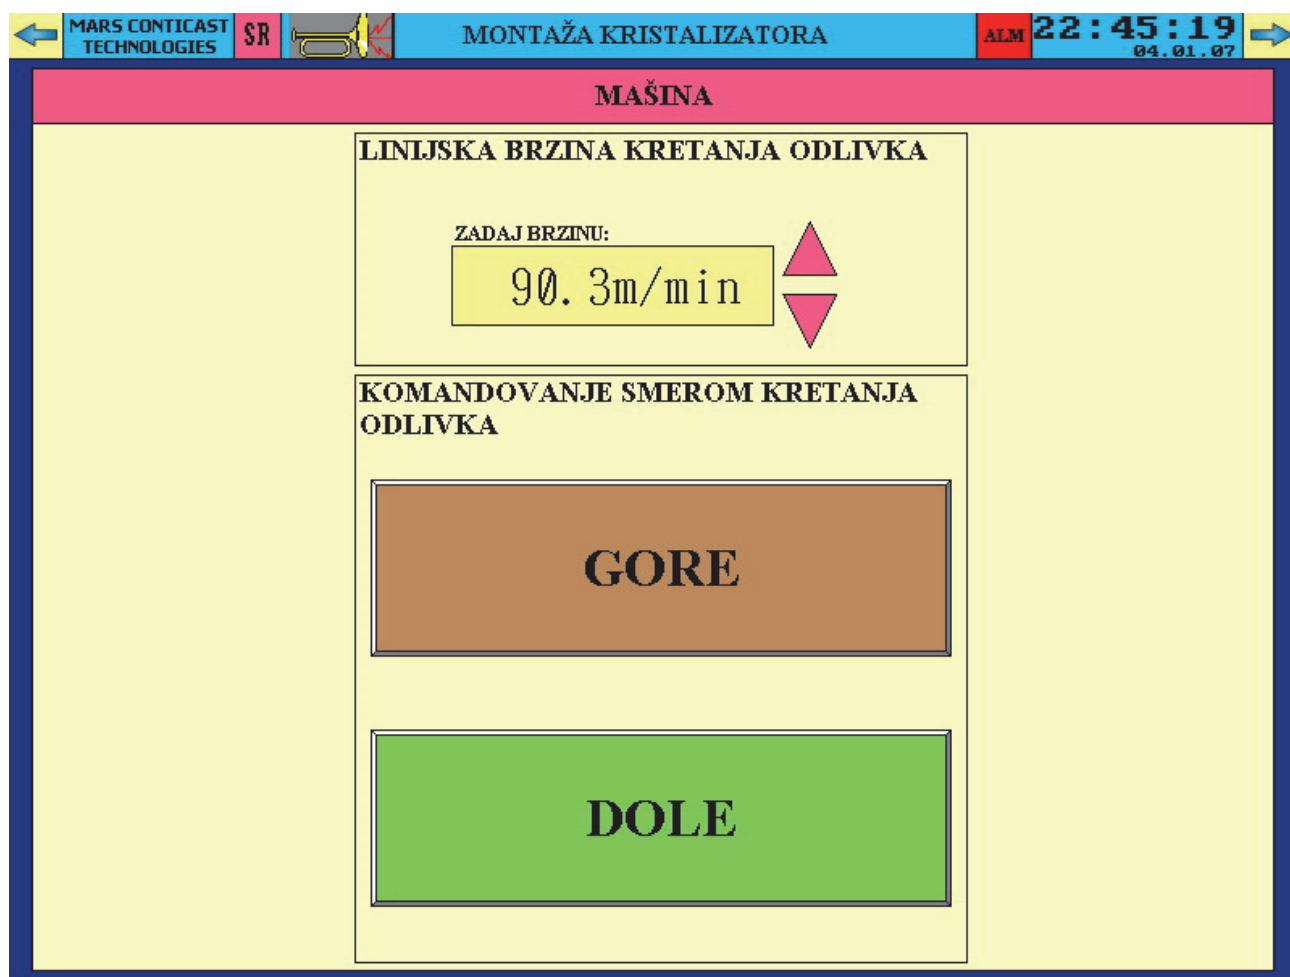 MARS CONTICAST
TECHNOLOGIES
SR
MONTAŽA KRISTALIZATORA
ALM
22:45:19
04.01.07
MAŠINA
LINIJSKA BRZINA KRETANJA ODLIVKA
ZADAJ BRZINU:
90.3m/min
KOMANDOVANJE SMEROM KRETANJA
ODLIVKA
GORE
DOLE